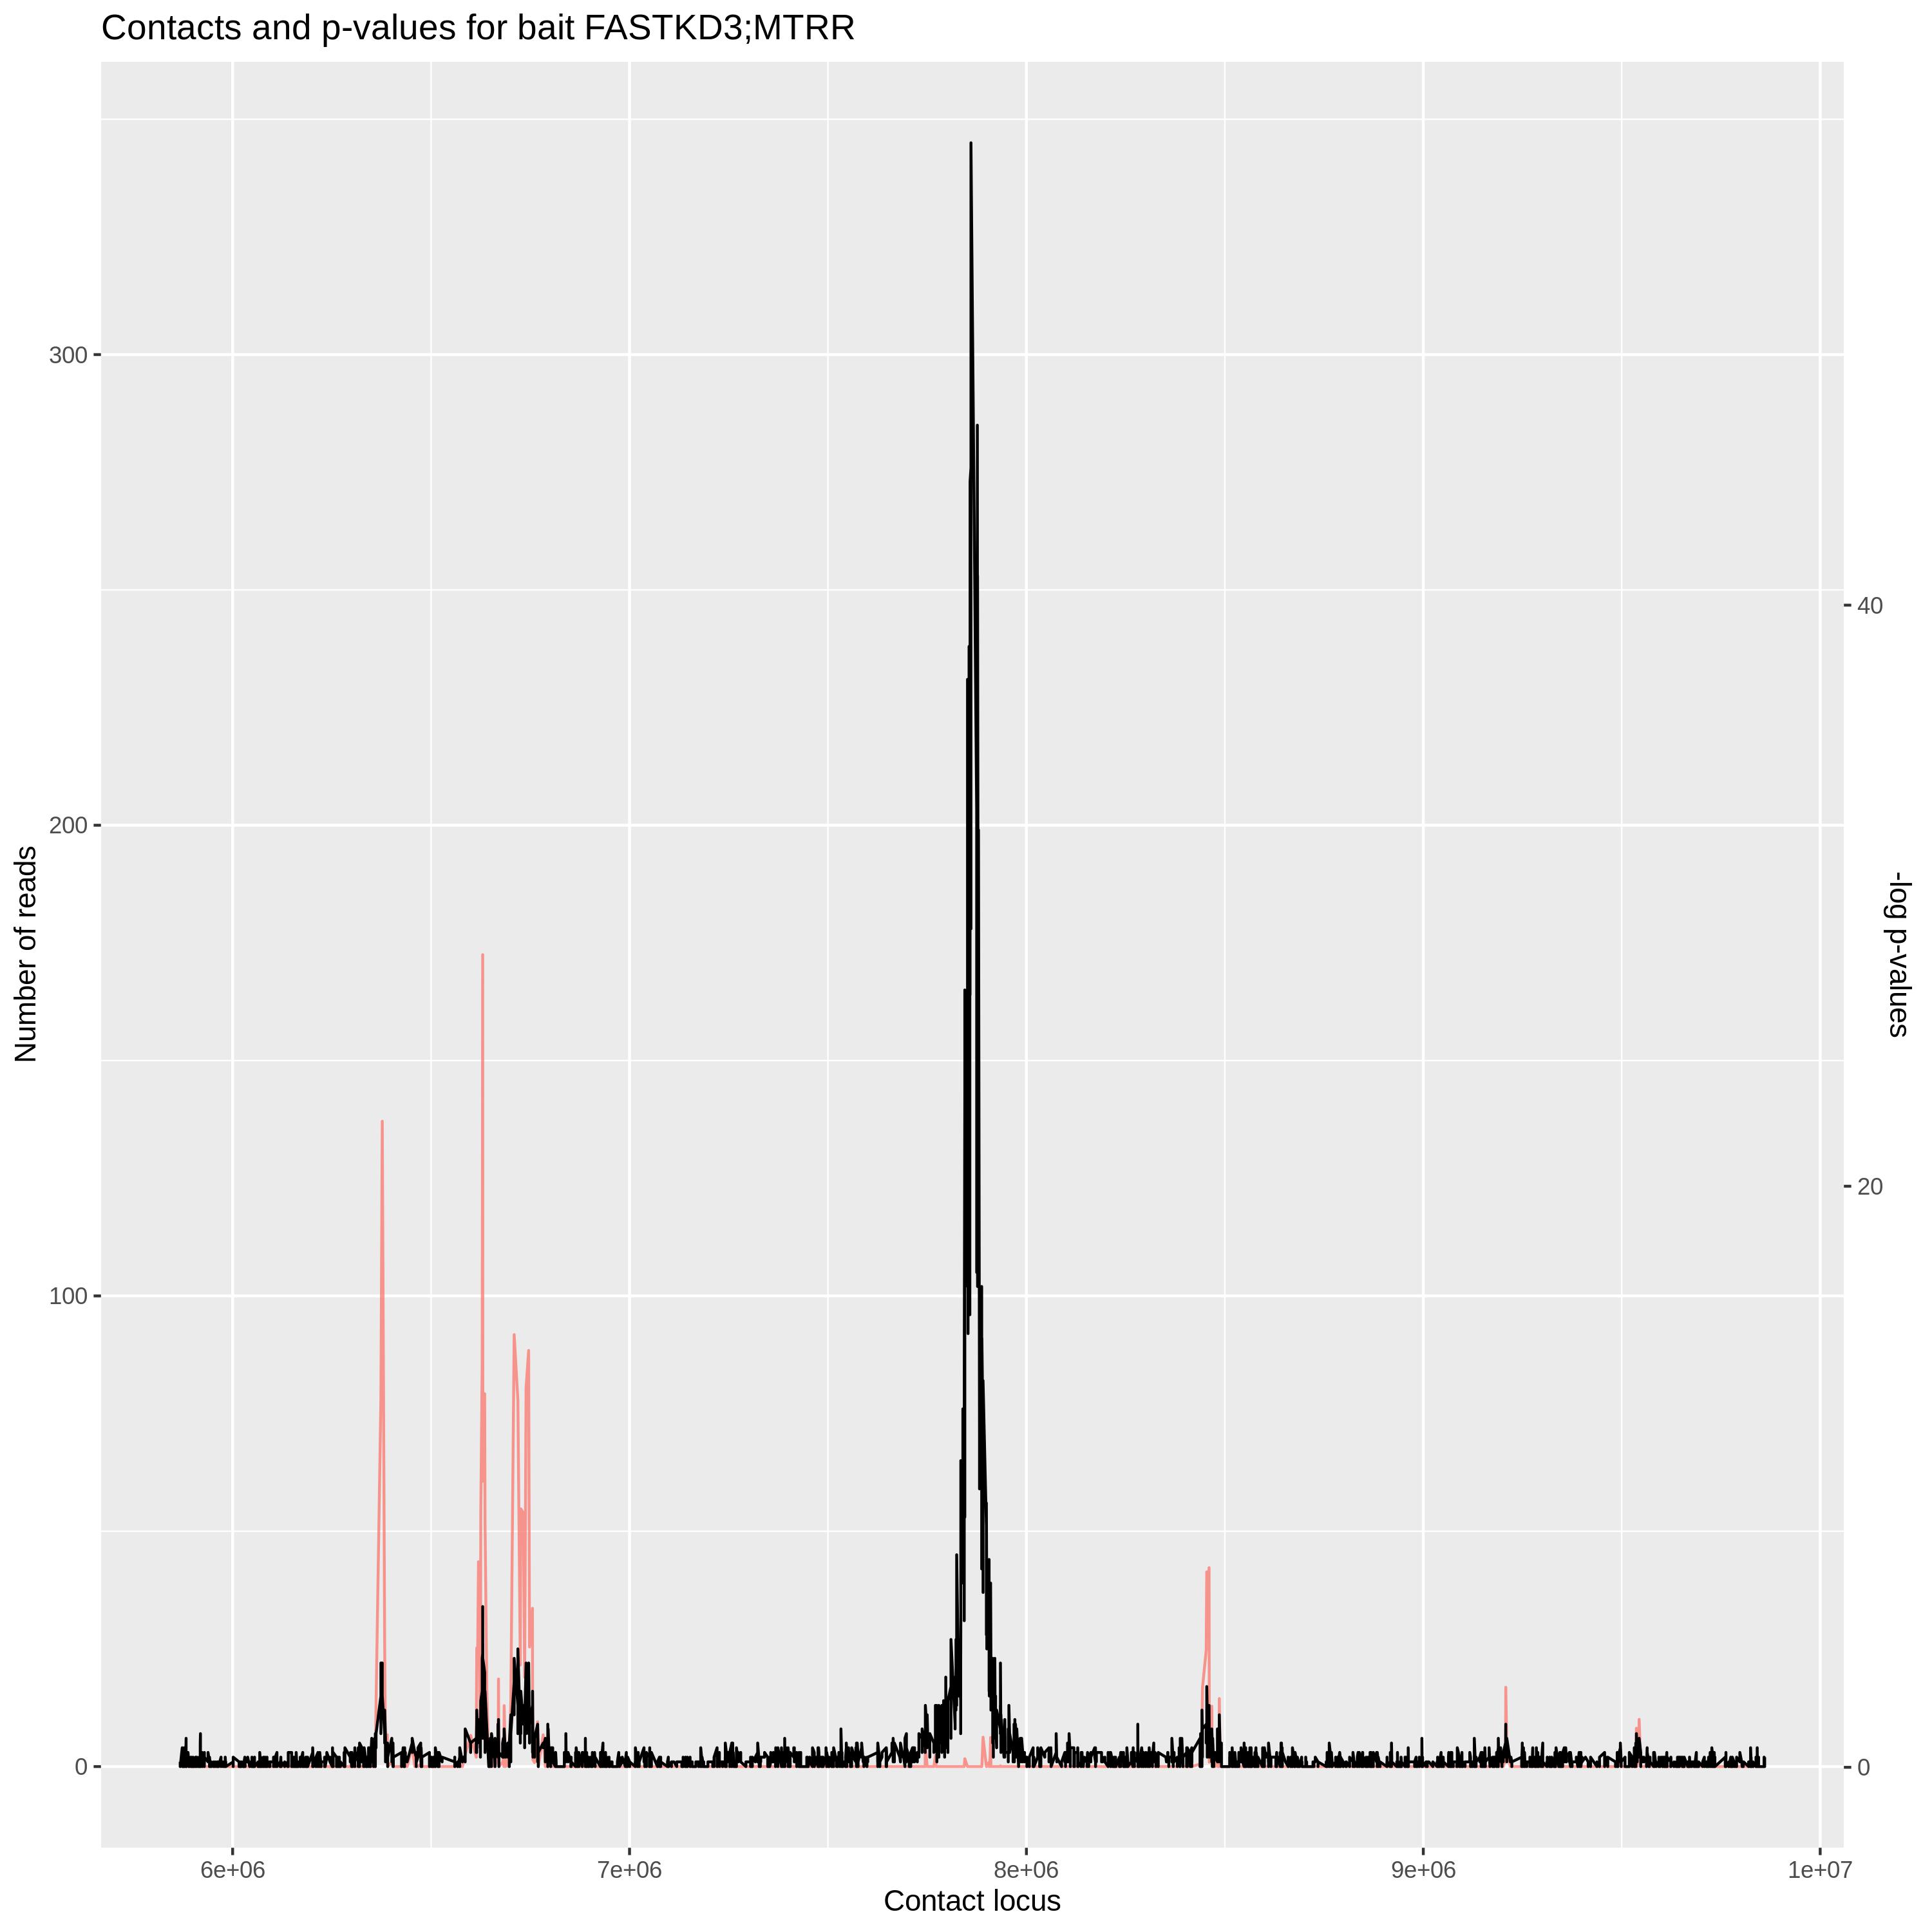 Contacts and p-values for bait FASTKD3;MTRR
300
200
100
0
Number of reads
40
20
0
-log p-values
6e+06 7e+06 8e+06 9e+06 1e+07
Contact locus